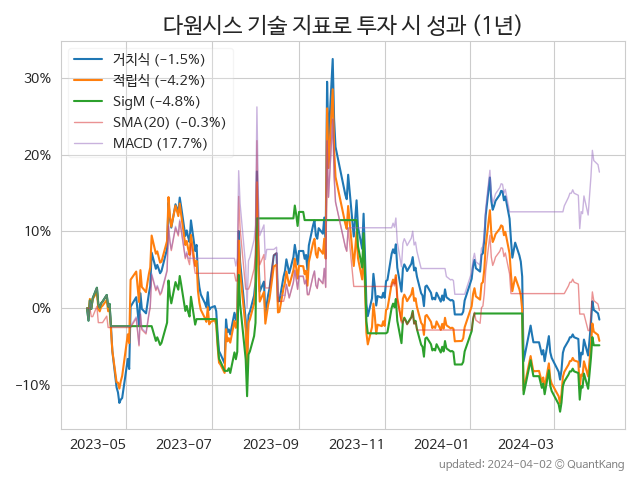 다원시스 기술 지표로 투자 시 성과 (1년)
거치식 (−1.5%)
적립식 (−4.2%)
SigM (−4.8%)
SMA(20) (−0.3%)
MACD (17.7%)
30%
20%
10%
0%
−10%
2023-05
2023-07
2023-09
2023-11
2024-01
2024-03
updated: 2024-04-02 © QuantKang